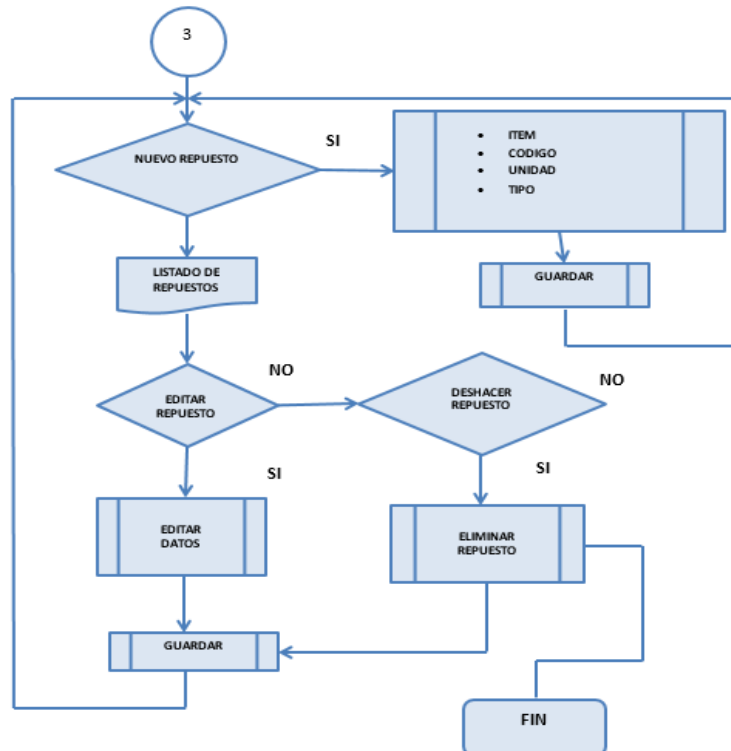 3
NUEVO REPUESTO
SI
• ITEM
• CODIGO
• UNIDAD
• TIPO
LISTADO DE
REPUESTOS
GUARDAR
NO
EDITAR
REPUESTO
DESHACER
REPUESTO
NO
SI
SI
EDITAR
DATOS
ELIMINAR
REPUESTO
GUARDAR
FIN